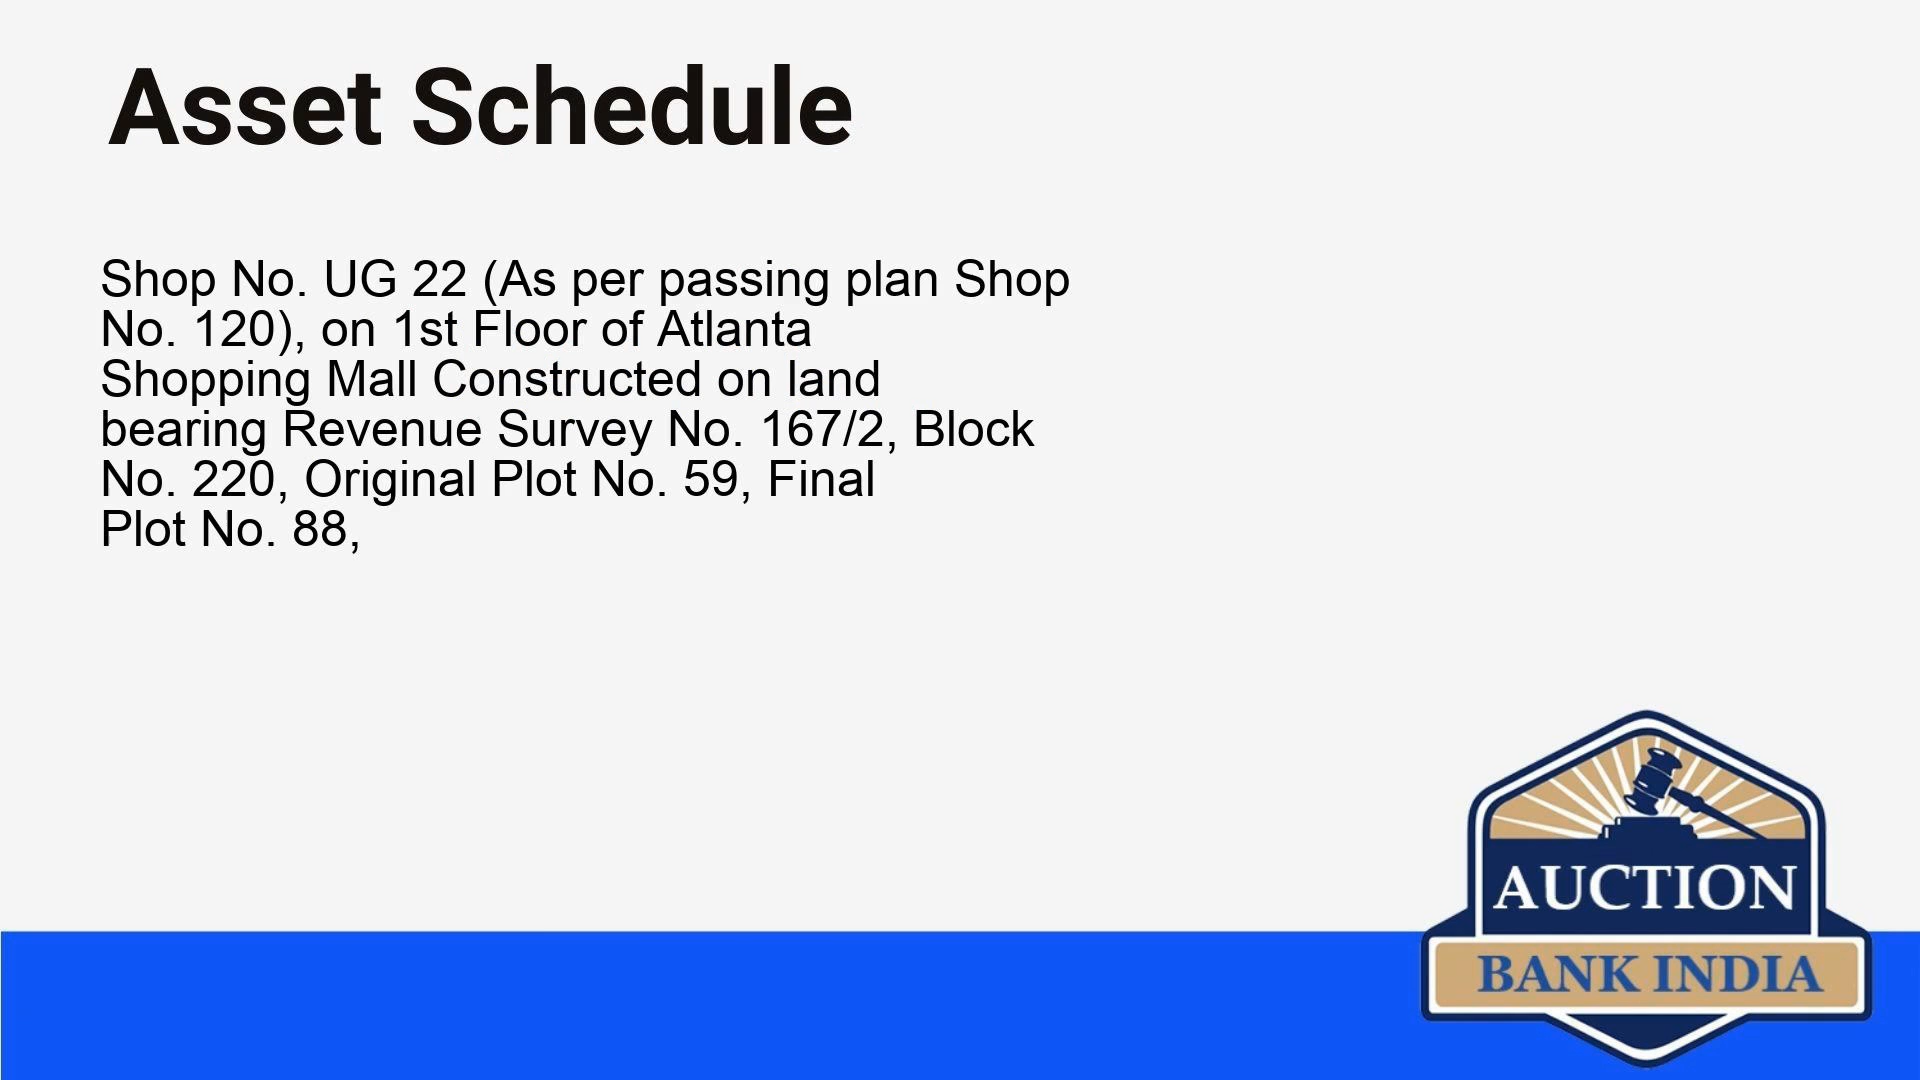 Asset Schedule
Shop No. UG 22 (As per passing plan Shop
No. 120), on 1st Floor of Atlanta
Shopping Mall Constructed on land
bearing Revenue Survey No. 167/2, Block
No. 220, Original Plot No. 59, Final
Plot No. 88,
AUCTION
BANK INDIA